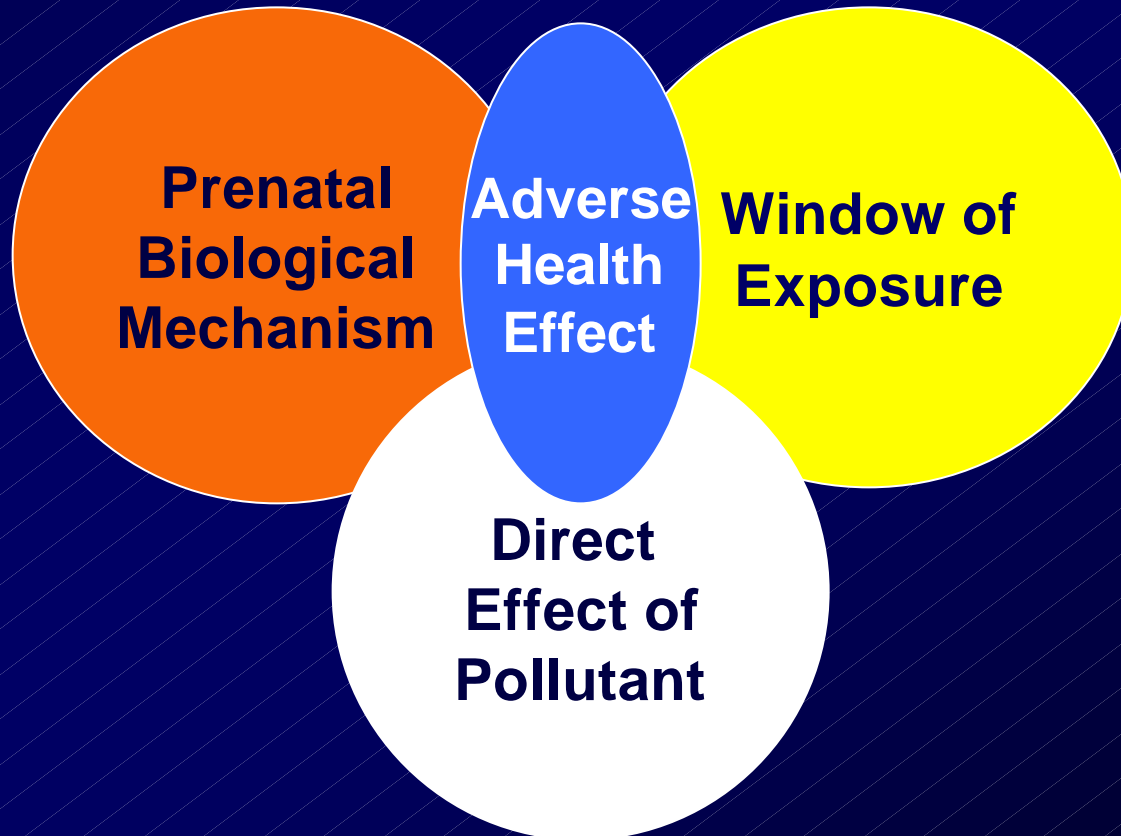 Prenatal
Biological
Mechanism
Adverse
Health
Effect
Window of
Exposure
Direct
Effect of
Pollutant